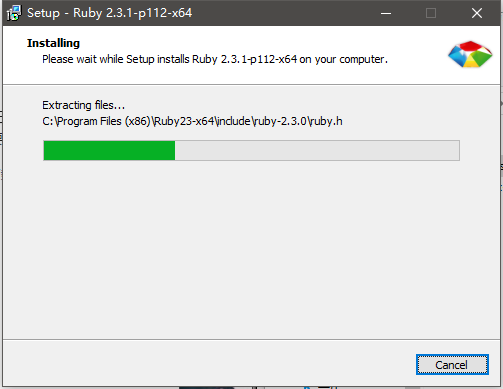 Setup - Ruby 2.3.1-p112-x64
Installing
Please wait while Setup installs Ruby 2.3.1-p112-x64 on your computer.
Extracting files...
C:\Program Files (x86)\Ruby23-x64\include\ruby-2.3.0\ruby.h
Cancel